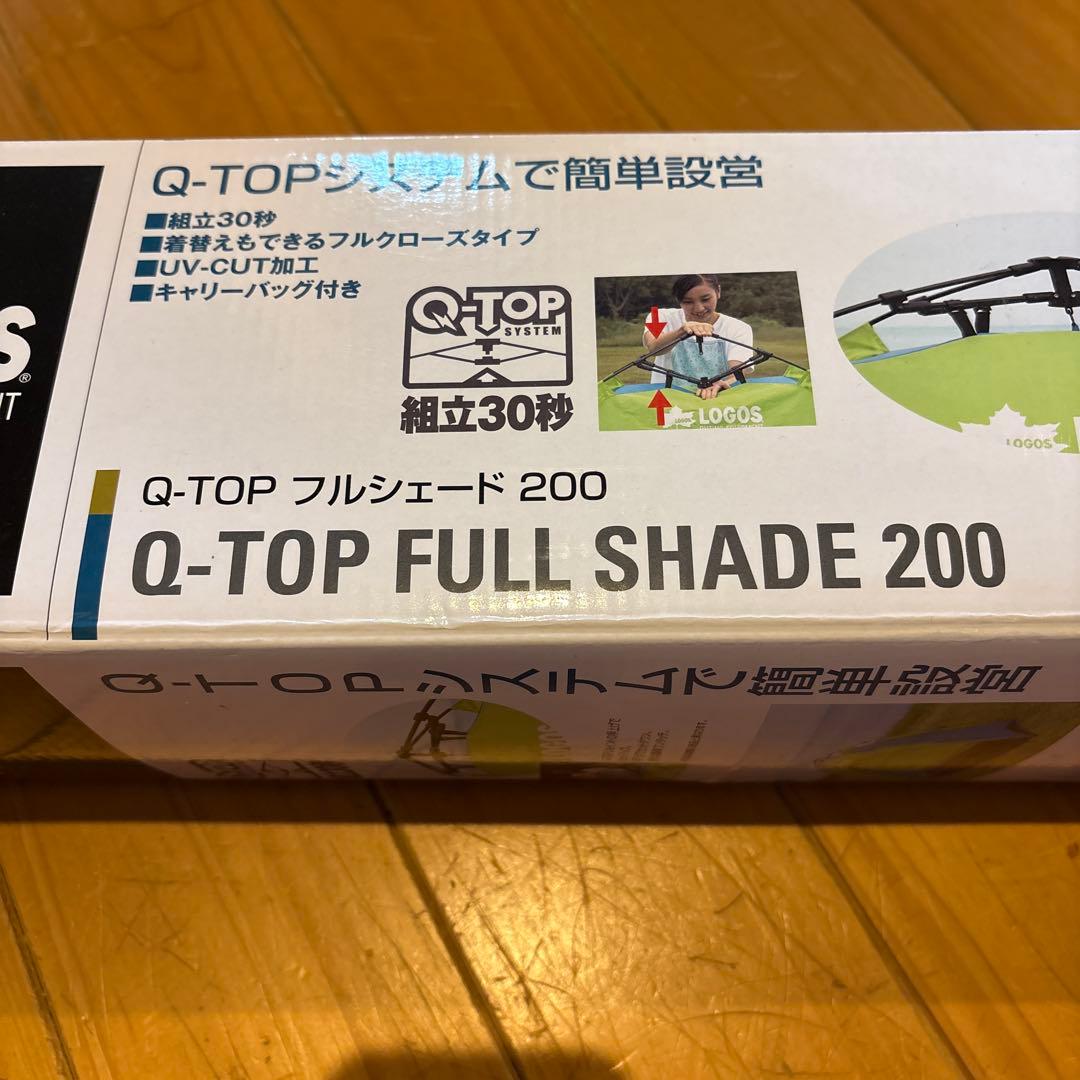 Q-TOPシステムで簡単設営
■組立30秒
■着替えもできるフルクローズタイプ
■UV-CUT加工
■キャリーバッグ付き
Q-TOP
SYSTEM
組立30秒
LOGOS
LOGOS
LOGOS
S®
NT
Q-TOP フルシェード 200
Q-TOP FULL SHADE 200
Q-TOPシステムで簡単設営